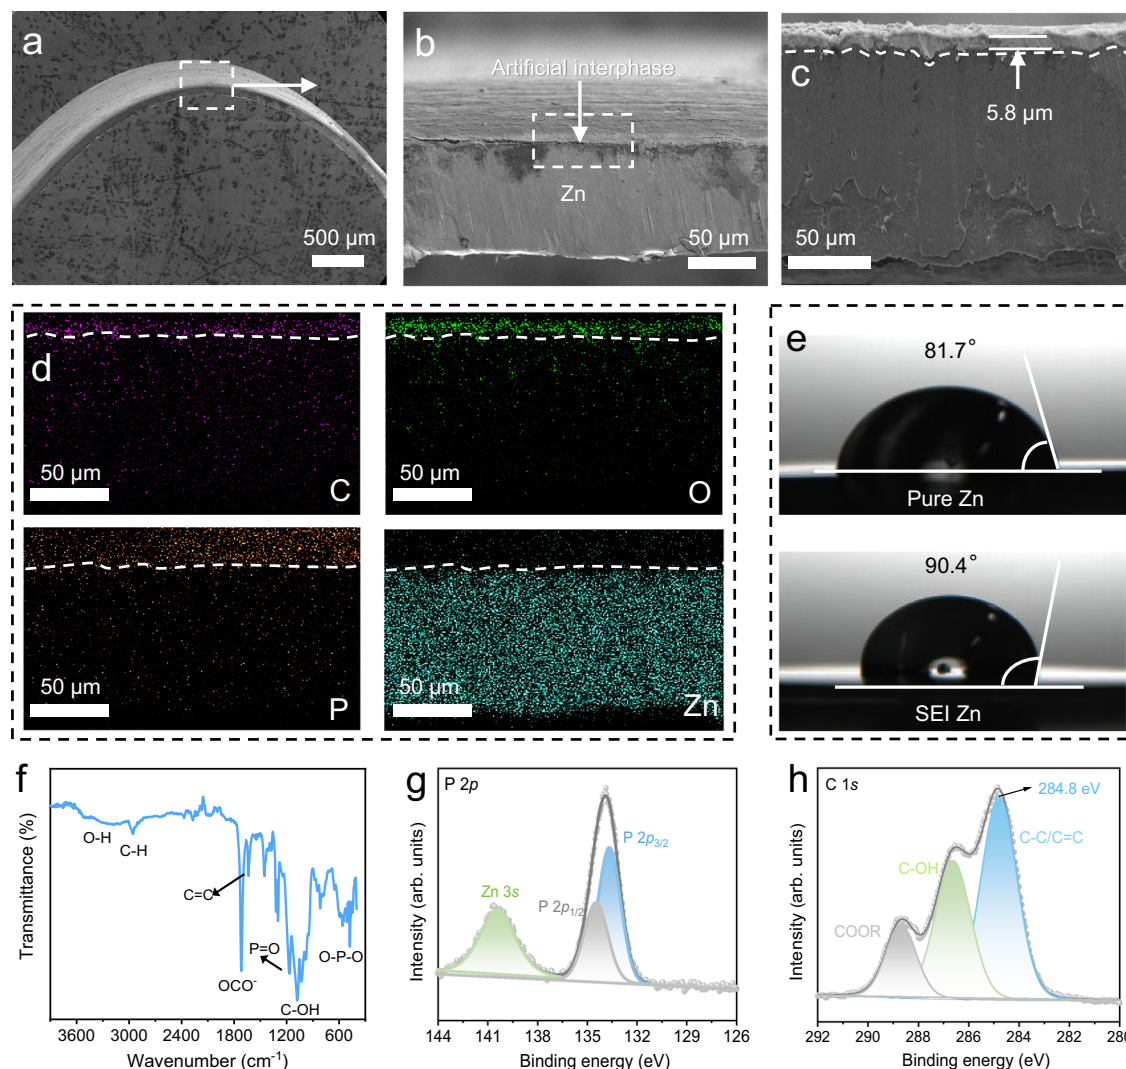 a
500 μm
b
Artificial interphase
Zn
50 μm
c
5.8 μm
50 μm
d
50 μm
C
50 μm
O
50 μm
P
50 μm
Zn
e
81.7°
Pure Zn
90.4°
SEI Zn
f
Transmittance (%)
O-H
C-H
C=C
P=O
OCO⁻
C-OH
O-P-O
3600 3000 2400 1800 1200 600
Wavenumber (cm⁻¹)
g
P 2p
Intensity (arb. units)
Zn 3s
P 2p₃/₂
P 2p₁/₂
144 141 138 135 132 129 126
Binding energy (eV)
h
C 1s
Intensity (arb. units)
284.8 eV
C-C/C=C
C-OH
COOR
292 288 286 284 282 280
Binding energy (eV)